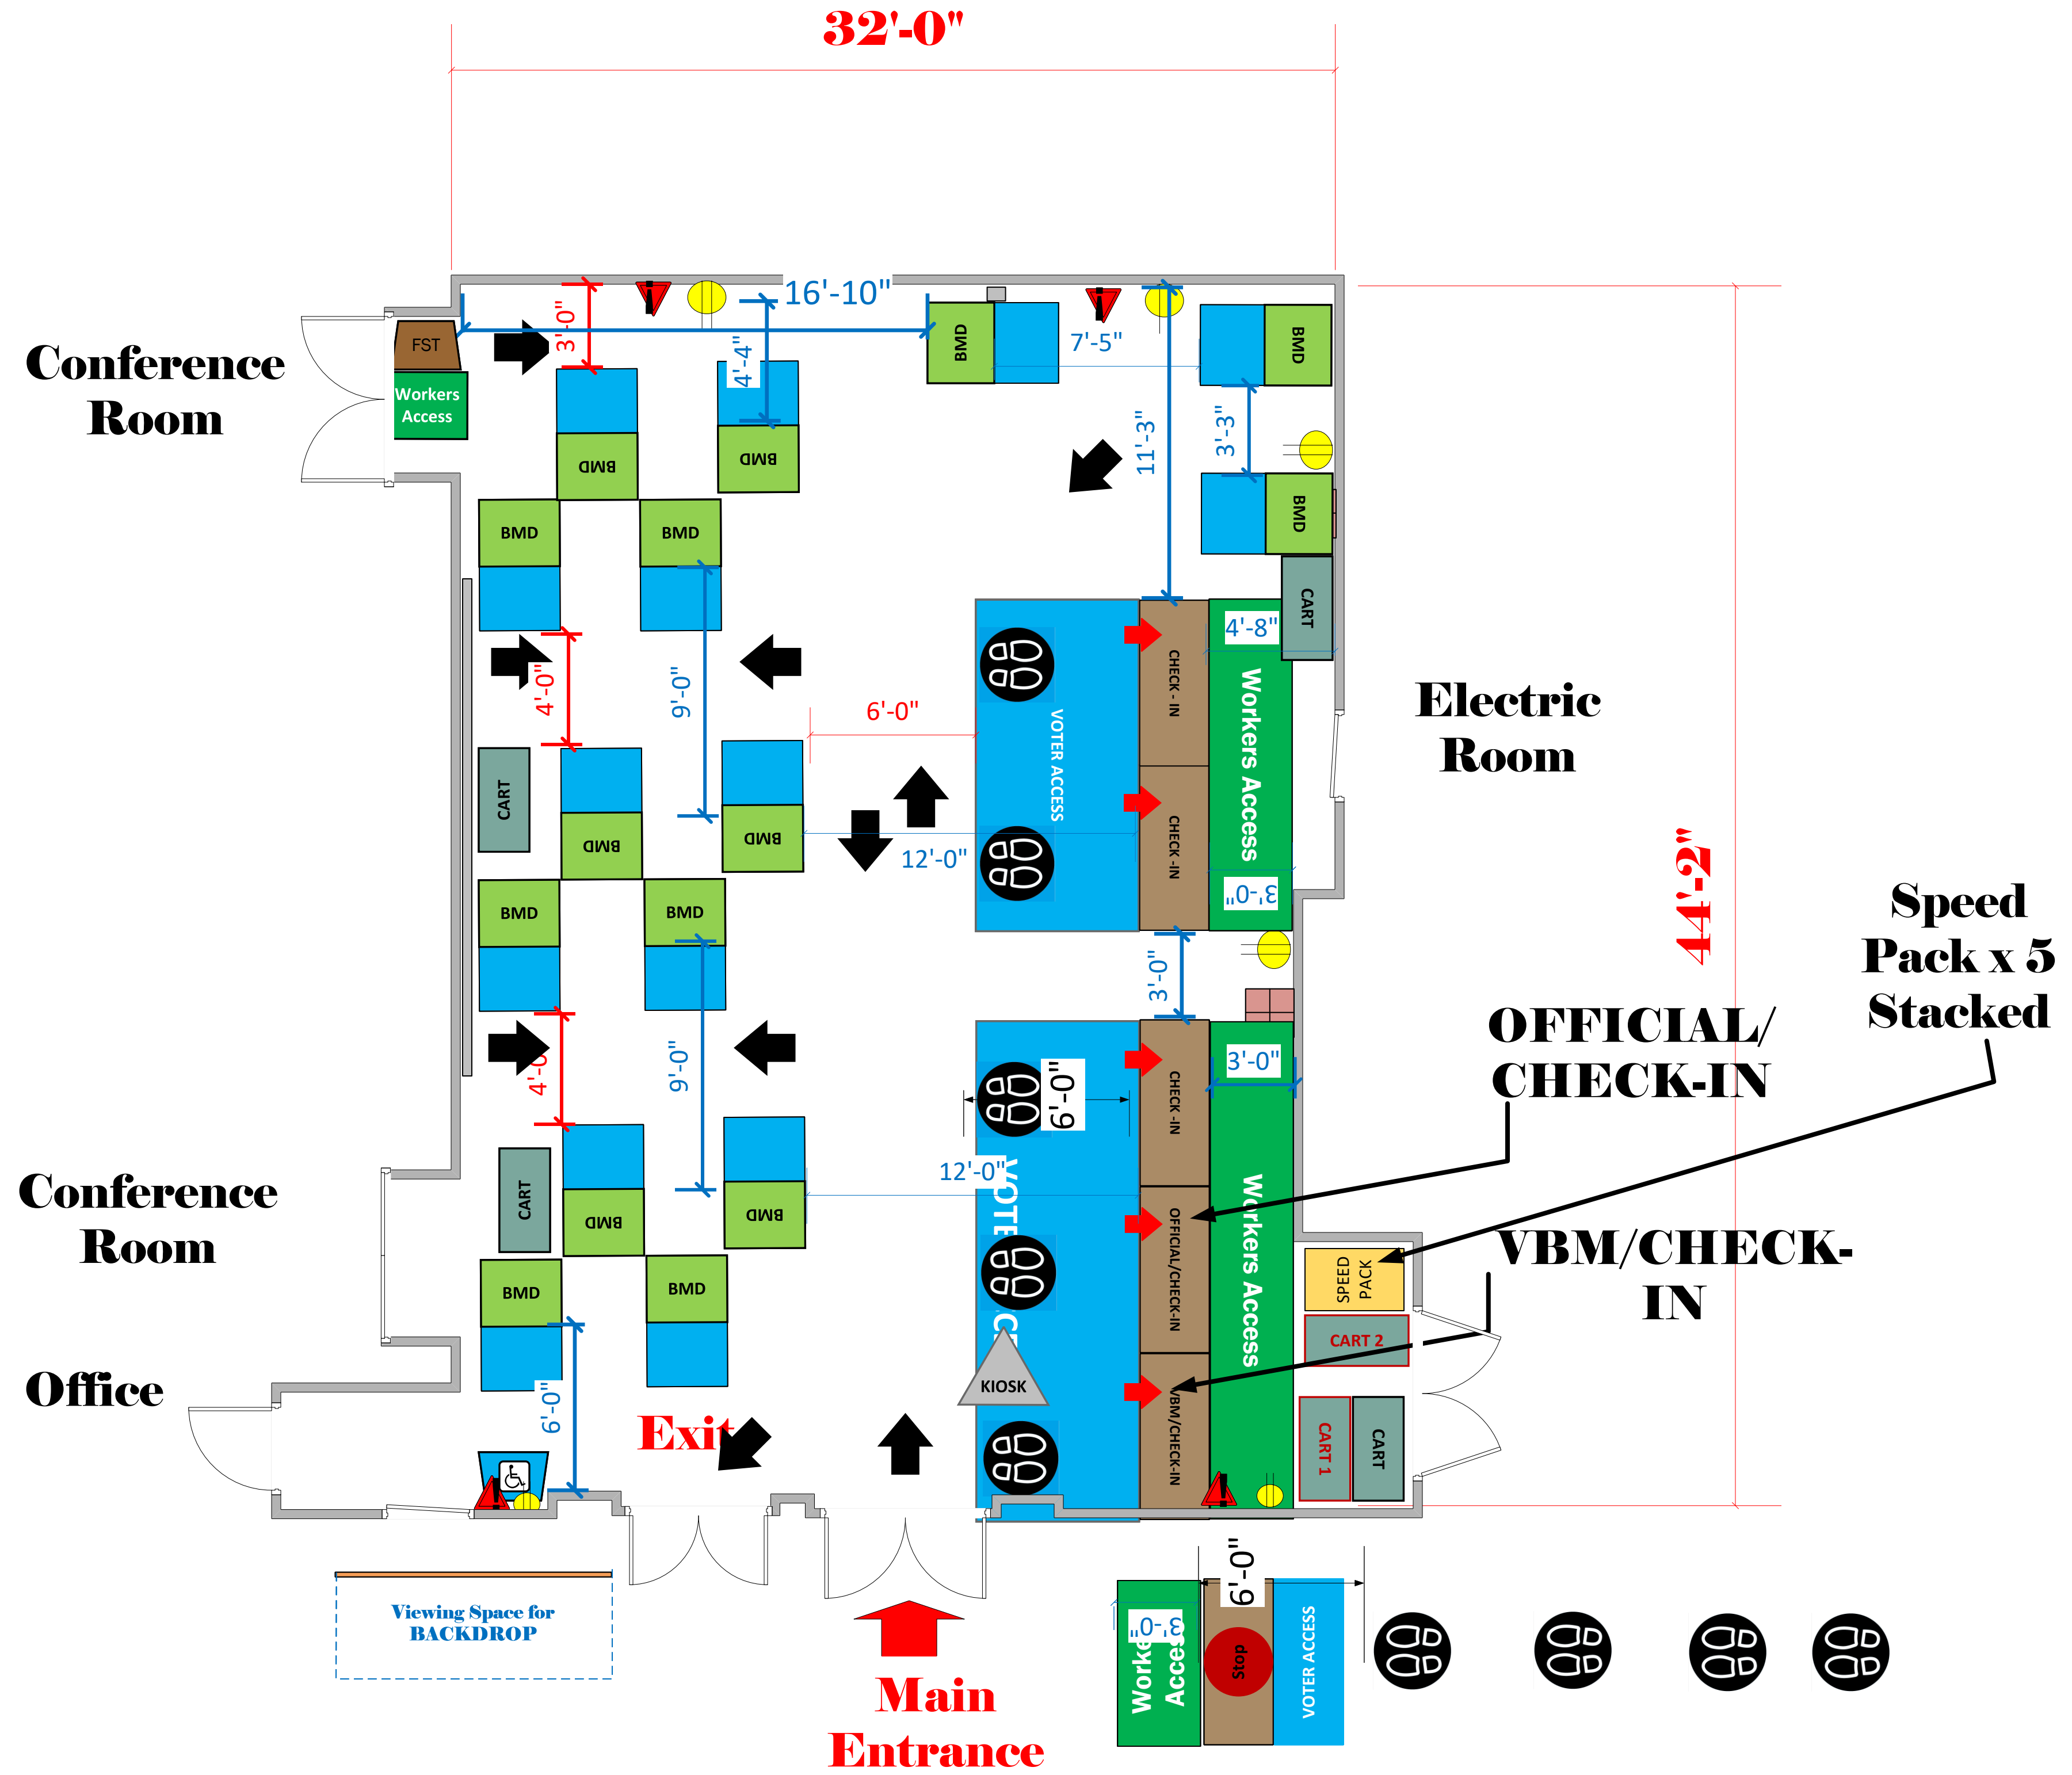 32'-0"
16'-10"
3'-0"
4'-4"
FST
Workers
Access
Conference
Room
BMD
7'-5"
BMD
11'-3"
3'-3"
BMD
BMD
BMD
BMD
BMD
CART
4'-8"
CHECK - IN
Workers Access
VOTER ACCESS
4'-0"
9'-0"
6'-0"
Electric
Room
CART
BMD
BMD
12'-0"
CHECK -IN
3'-0"
44'-2"
Speed
Pack x 5
Stacked
BMD
BMD
3'-0"
OFFICIAL/
CHECK-IN
4'-0"
9'-0"
6'-0"
CHECK -IN
3'-0"
Conference
Room
CART
BMD
BMD
12'-0"
OFFICIAL/CHECK-IN
Workers Access
VBM/CHECK-
IN
SPEED
PACK
CART 2
BMD
BMD
KIOSK
VBM/CHECK-IN
CART 1
CART
Office
6'-0"
Exit
Viewing Space for
BACKDROP
Main
Entrance
3'-0"
6'-0"
Stop
VOTER ACCESS